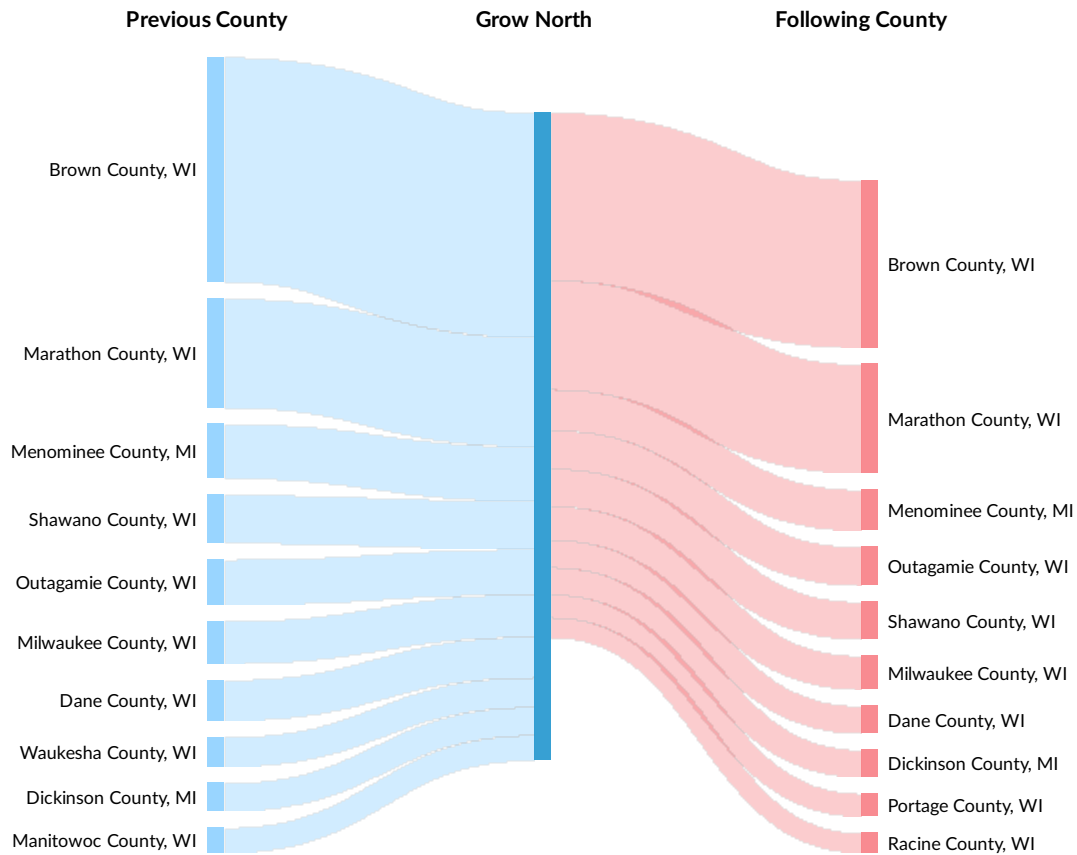 Previous County
Grow North
Following County
Brown County, WI
Marathon County, WI
Menominee County, MI
Shawano County, WI
Outagamie County, WI
Milwaukee County, WI
Dane County, WI
Waukesha County, WI
Dickinson County, MI
Manitowoc County, WI
Brown County, WI
Marathon County, WI
Menominee County, MI
Outagamie County, WI
Shawano County, WI
Milwaukee County, WI
Dane County, WI
Dickinson County, MI
Portage County, WI
Racine County, WI